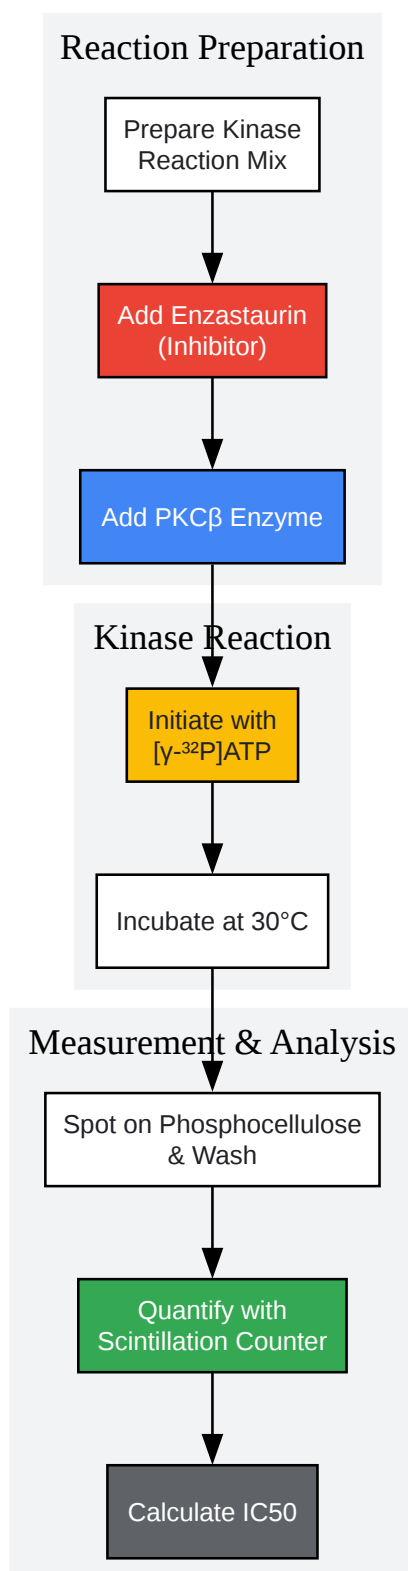 Reaction Preparation
Prepare Kinase
Reaction Mix
Add Enzastaurin
(Inhibitor)
Add PKCβ Enzyme
Kinase Reaction
Initiate with
[γ-³²P]ATP
Incubate at 30°C
Measurement & Analysis
Spot on Phosphocellulose
& Wash
Quantify with
Scintillation Counter
Calculate IC50